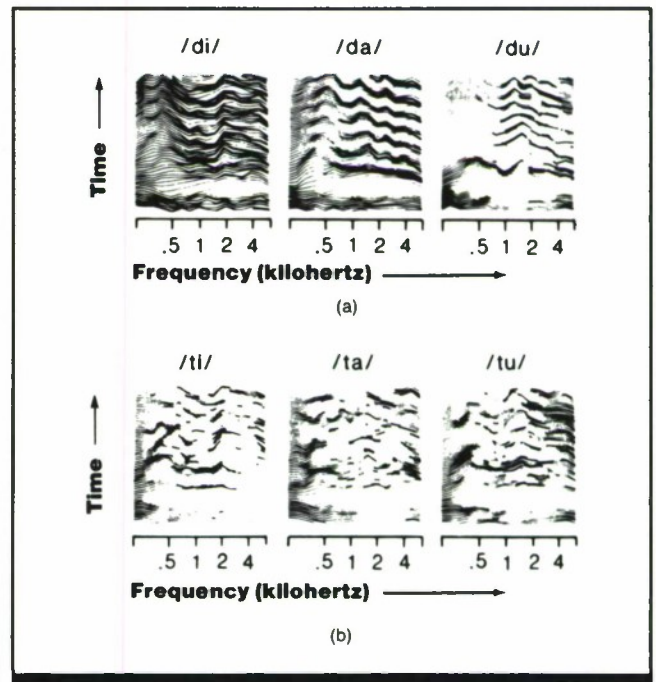 /di/ /da/ /du/
Time
.5 1 2 4 .5 1 2 4 .5 1 2 4
Frequency (kilohertz)
(a)
/ti/ /ta/ /tu/
Time
.5 1 2 4 .5 1 2 4 .5 1 2 4
Frequency (kilohertz)
(b)